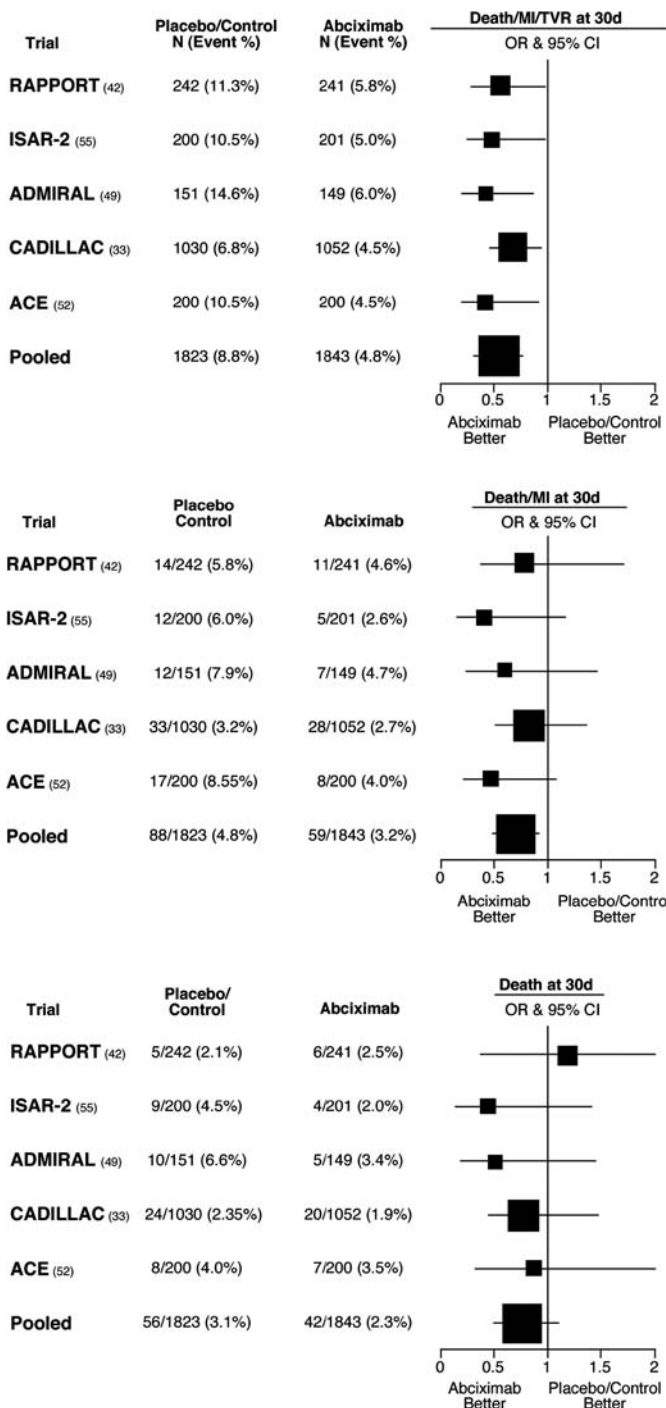 Death/MI/TVR at 30d
Placebo/Control Abciximab
Trial N (Event %) N (Event %) OR & 95% CI
RAPPORT (42) 242 (11.3%) 241 (5.8%)
ISAR-2 (55) 200 (10.5%) 201 (5.0%)
ADMIRAL (49) 151 (14.6%) 149 (6.0%)
CADILLAC (33) 1030 (6.8%) 1052 (4.5%)
ACE (52) 200 (10.5%) 200 (4.5%)
Pooled 1823 (8.8%) 1843 (4.8%)
0 0.5 1 1.5 2
Abciximab Placebo/Control
Better Better
Death/MI at 30d
Placebo
Trial Control Abciximab OR & 95% CI
RAPPORT (42) 14/242 (5.8%) 11/241 (4.6%)
ISAR-2 (55) 12/200 (6.0%) 5/201 (2.6%)
ADMIRAL (49) 12/151 (7.9%) 7/149 (4.7%)
CADILLAC (33) 33/1030 (3.2%) 28/1052 (2.7%)
ACE (52) 17/200 (8.55%) 8/200 (4.0%)
Pooled 88/1823 (4.8%) 59/1843 (3.2%)
0 0.5 1 1.5 2
Abciximab Placebo/Contro
Better Better
Death at 30d
Placebo/
Trial Control Abciximab OR & 95% CI
RAPPORT (42) 5/242 (2.1%) 6/241 (2.5%)
ISAR-2 (55) 9/200 (4.5%) 4/201 (2.0%)
ADMIRAL (49) 10/151 (6.6%) 5/149 (3.4%)
CADILLAC (33) 24/1030 (2.35%) 20/1052 (1.9%)
ACE (52) 8/200 (4.0%) 7/200 (3.5%)
Pooled 56/1823 (3.1%) 42/1843 (2.3%)
0 0.5 1 1.5 2
Abciximab Placebo/Control
Better Better